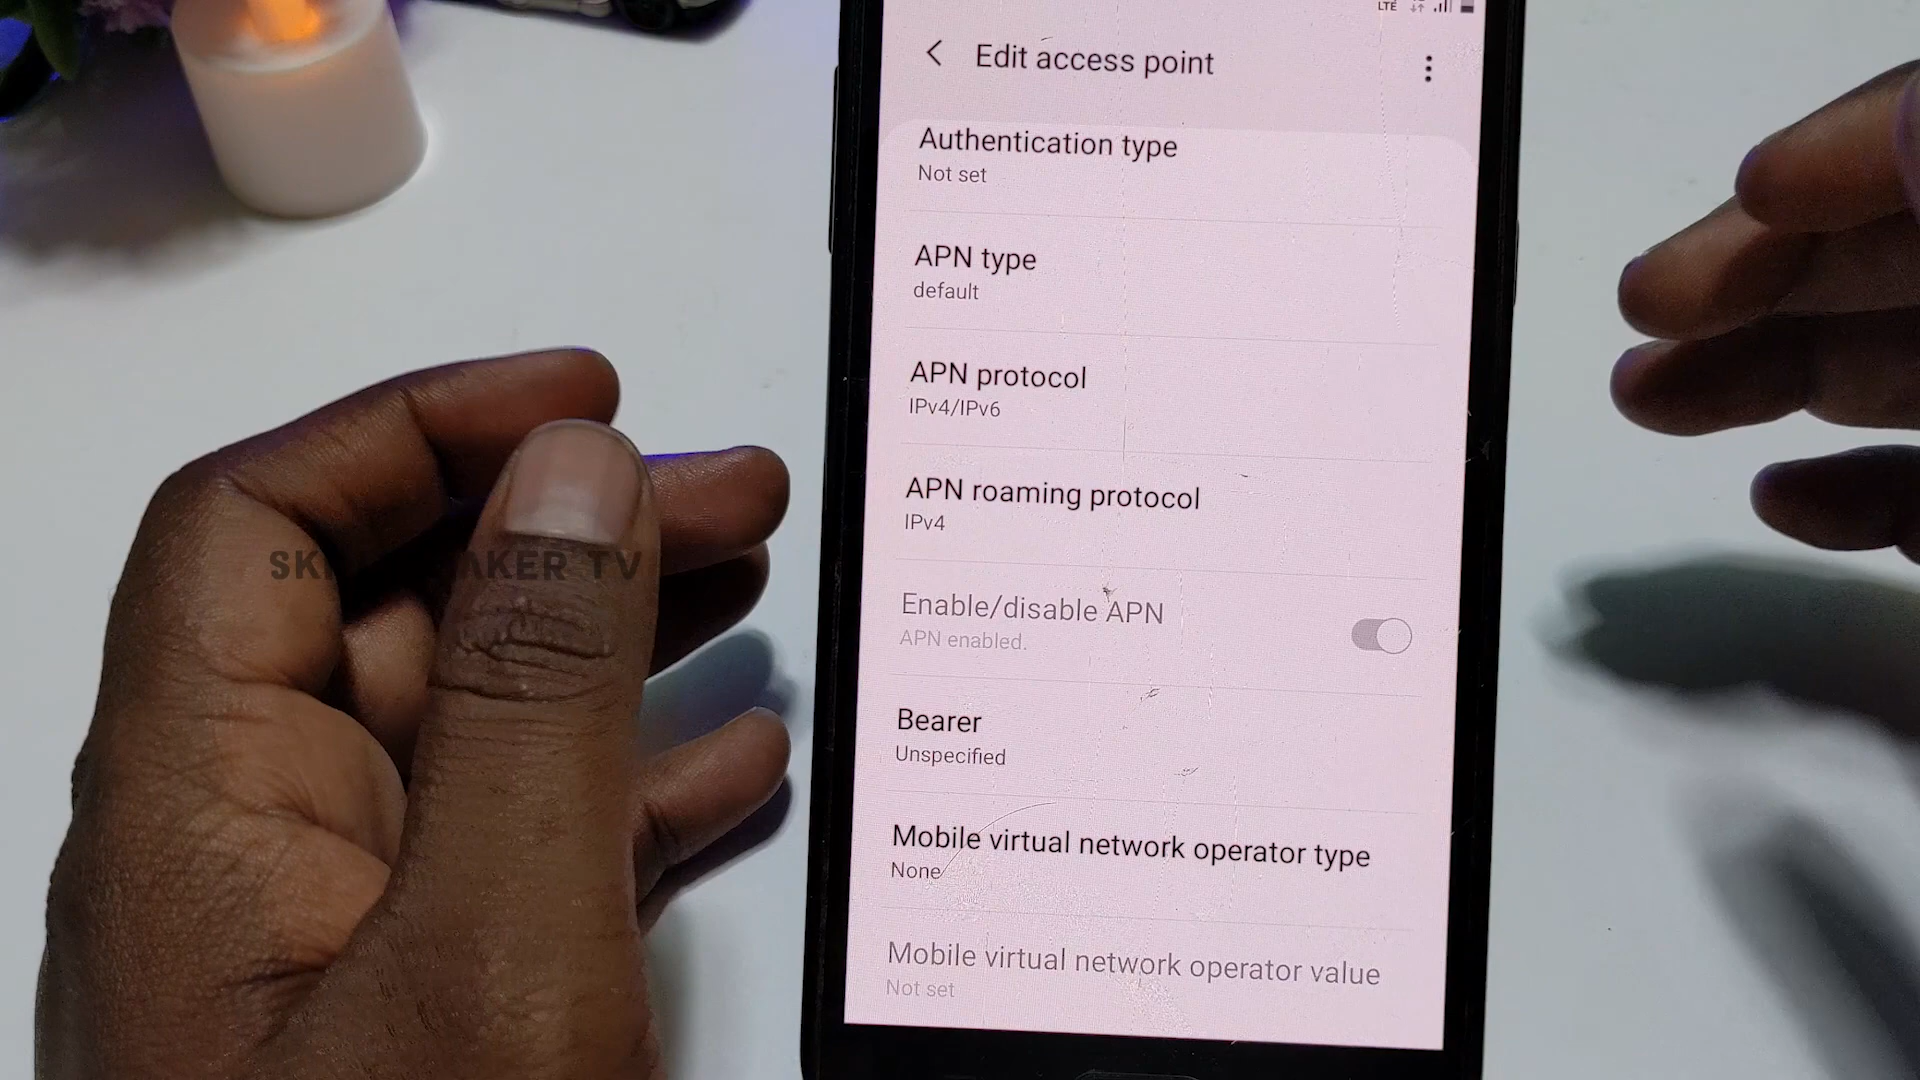 LTE
Edit access point
Authentication type
Not set
APN type
default
APN protocol
IPv4/IPv6
APN roaming protocol
IPv4
Enable/disable APN
APN enabled.
Bearer
Unspecified
Mobile virtual network operator type
None
Mobile virtual network operator value
Not set
TV